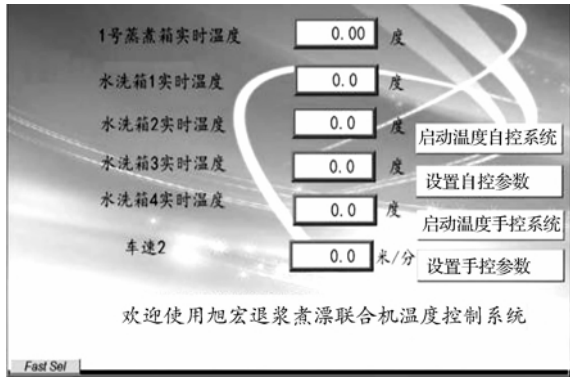 1号蒸煮箱实时温度 0.00 度
水洗箱1实时温度 0.0 度
水洗箱2实时温度 0.0 度
启动温度自控系统
水洗箱3实时温度 0.0 度
设置自控参数
水洗箱4实时温度 0.0 度
启动温度手控系统
车速2 0.0 米/分
设置手控参数
欢迎使用旭宏退浆煮漂联合机温度控制系统
Fast Sel